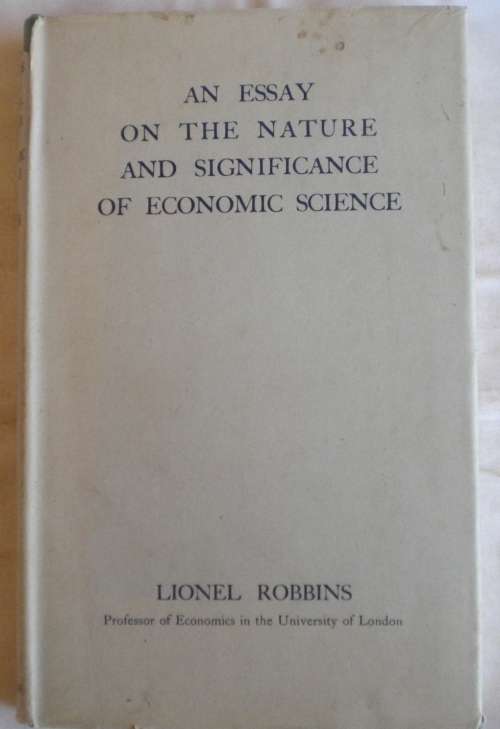 AN ESSAY
ON THE NATURE
AND SIGNIFICANCE
OF ECONOMIC SCIENCE
LIONEL ROBBINS
Professor of Economics in the University of London